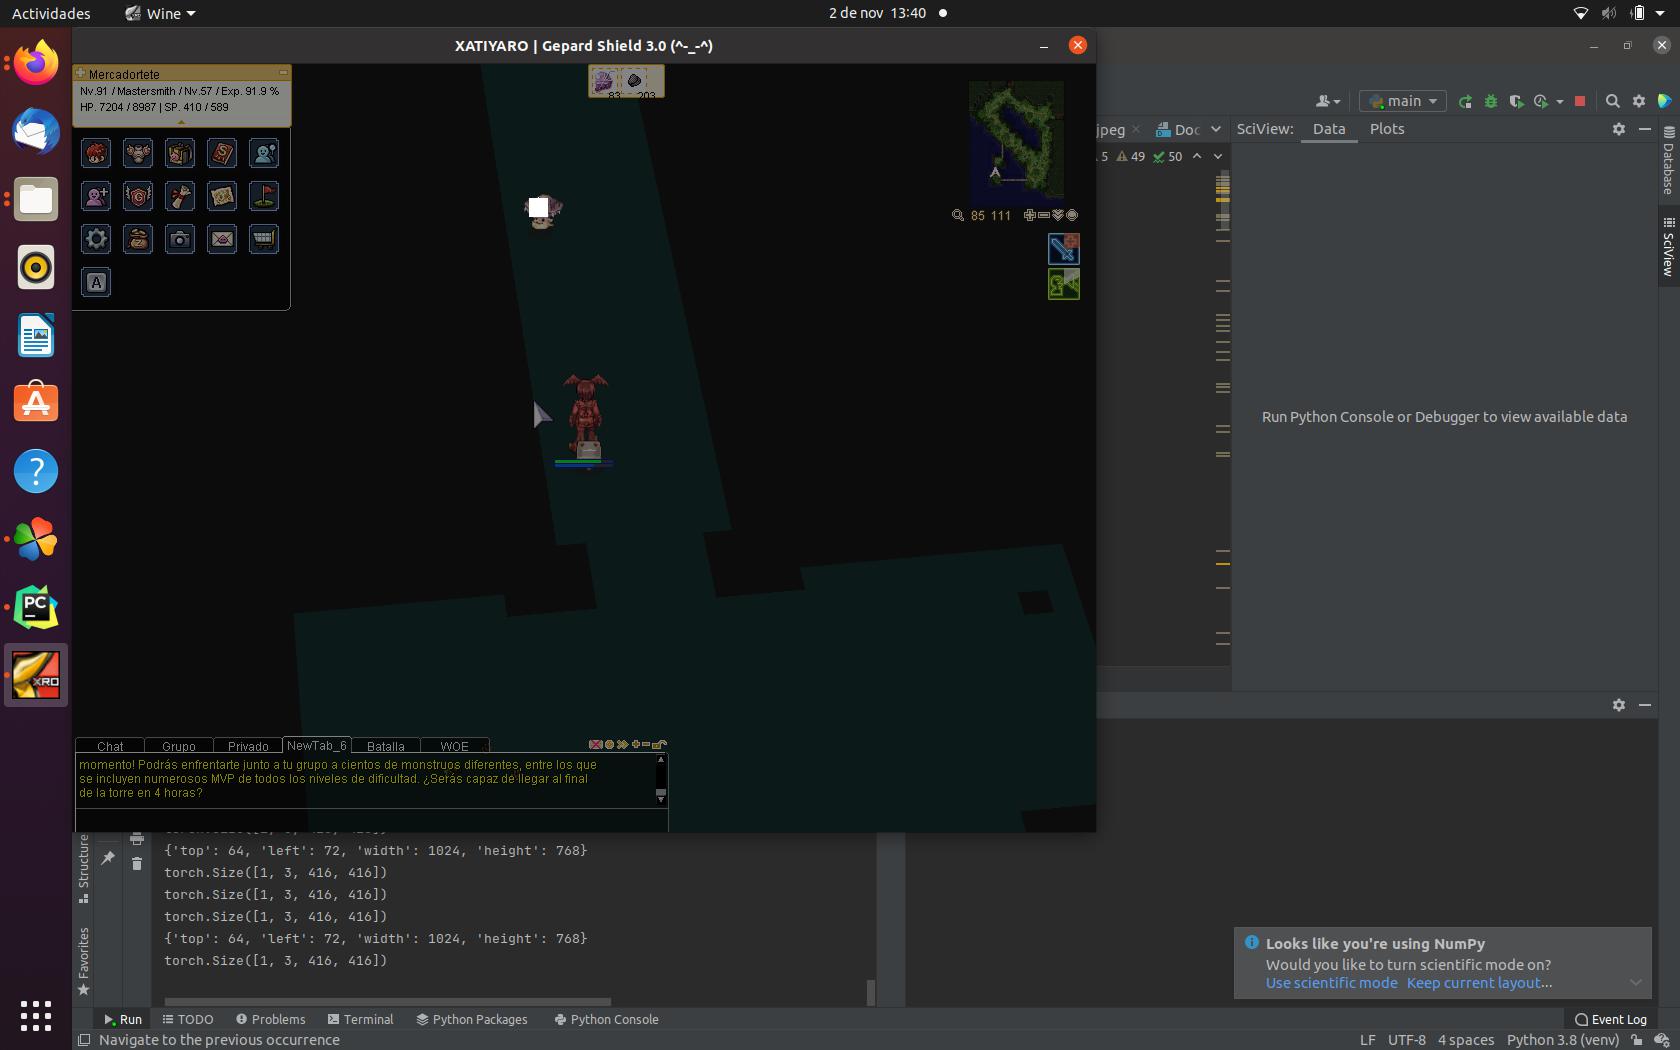 Actividades
Wine
2 de nov 13:40
XATIYARO | Gepard Shield 3.0 (^-_-^)
Mercadortete
Nv.91 / Mastersmith / Nv.57 / Exp. 91.9 %
HP. 7204 / 8987 | SP. 410 / 589
83
203
A
85 111
main
jpeg
Doc
SciView:
Data
Plots
5
49
50
Run Python Console or Debugger to view available data
Database
SciView
PC
XRO
Chat
Grupo
Privado
NewTab_6
Batalla
WOE
momento! Podrás enfrentarte junto a tu grupo a cientos de monstruos diferentes, entre los que
se incluyen numerosos MVP de todos los niveles de dificultad. ¿Serás capaz de llegar al final
de la torre en 4 horas?
{'top': 64, 'left': 72, 'width': 1024, 'height': 768}
torch.Size([1, 3, 416, 416])
torch.Size([1, 3, 416, 416])
torch.Size([1, 3, 416, 416])
{'top': 64, 'left': 72, 'width': 1024, 'height': 768}
torch.Size([1, 3, 416, 416])
Structure
Favorites
Looks like you're using NumPy
Would you like to turn scientific mode on?
Use scientific mode Keep current layout...
Run
TODO
Problems
Terminal
Python Packages
Python Console
Event Log
Navigate to the previous occurrence
LF UTF-8 4 spaces Python 3.8 (venv)